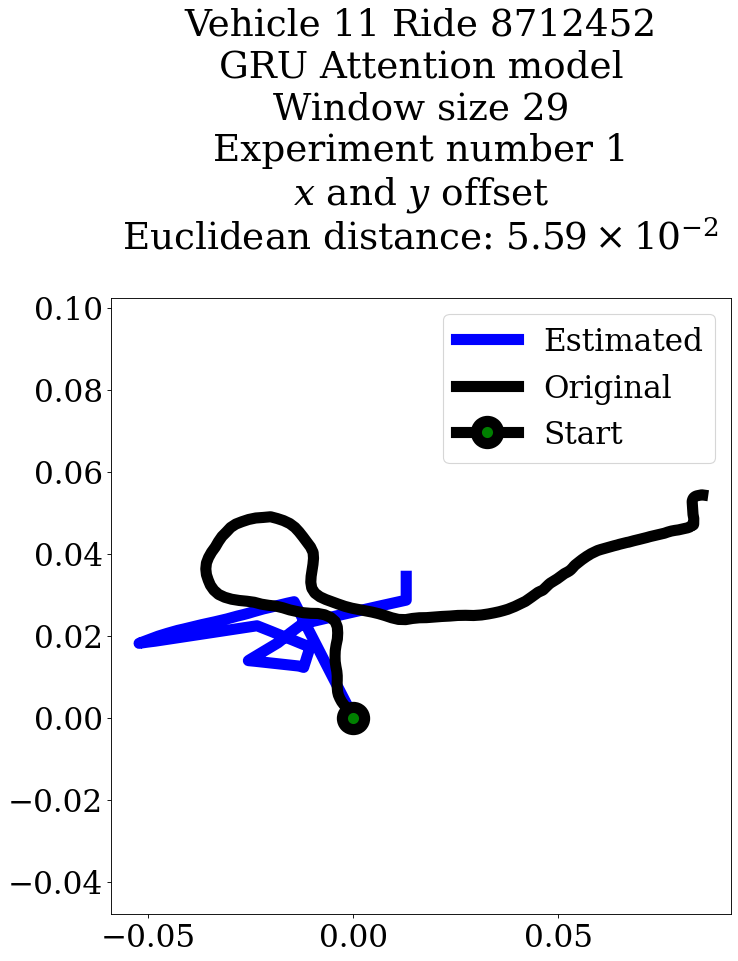 Vehicle 11 Ride 8712452
GRU Attention model
Window size 29
Experiment number 1
x and y offset
Euclidean distance: 5.59 × 10⁻²
Estimated
Original
Start
0.10
0.08
0.06
0.04
0.02
0.00
−0.02
−0.04
−0.05
0.00
0.05